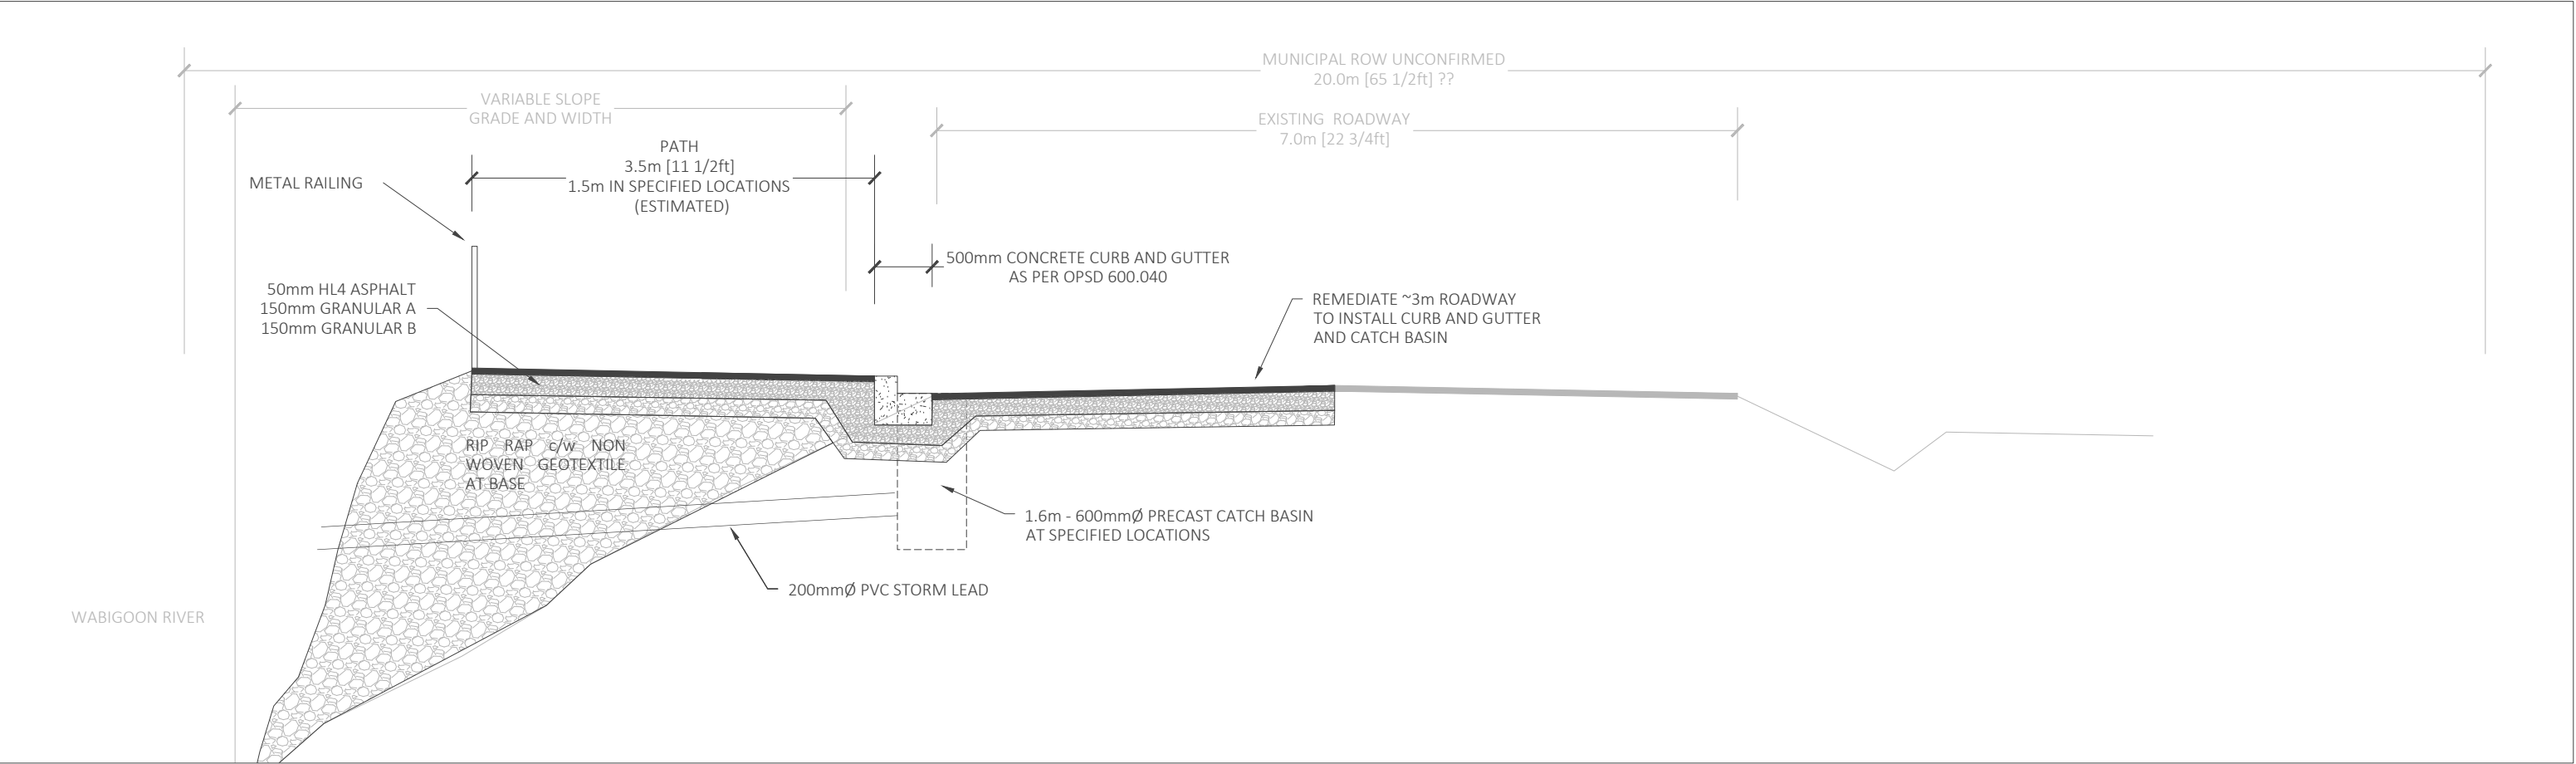 MUNICIPAL ROW UNCONFIRMED
20.0m [65 1/2ft] ??
VARIABLE SLOPE
GRADE AND WIDTH
EXISTING ROADWAY
7.0m [22 3/4ft]
PATH
3.5m [11 1/2ft]
1.5m IN SPECIFIED LOCATIONS
(ESTIMATED)
METAL RAILING
500mm CONCRETE CURB AND GUTTER
AS PER OPSD 600.040
50mm HL4 ASPHALT
150mm GRANULAR A
150mm GRANULAR B
REMEDIATE ~3m ROADWAY
TO INSTALL CURB AND GUTTER
AND CATCH BASIN
RIP RAP c/w NON
WOVEN GEOTEXTILE
AT BASE
1.6m - 600mmØ PRECAST CATCH BASIN
AT SPECIFIED LOCATIONS
200mmØ PVC STORM LEAD
WABIGOON RIVER